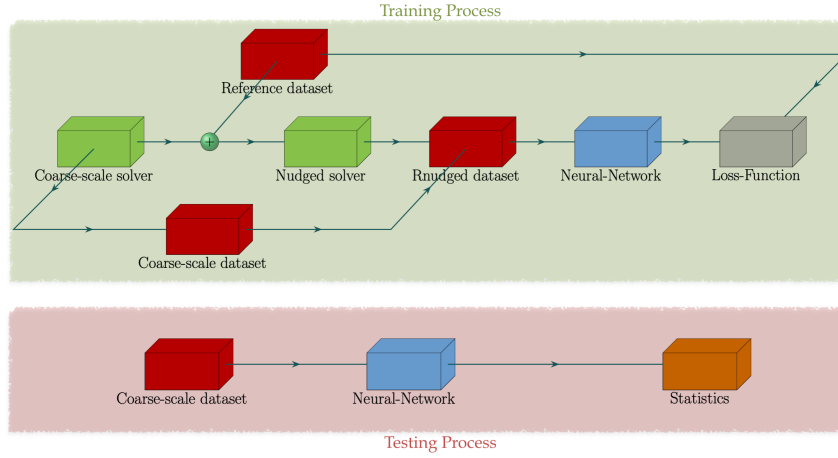 Training Process
Reference dataset
+
Coarse-scale solver
Nudged solver
Rnudged dataset
Neural-Network
Loss-Function
Coarse-scale dataset
Coarse-scale dataset
Neural-Network
Statistics
Testing Process